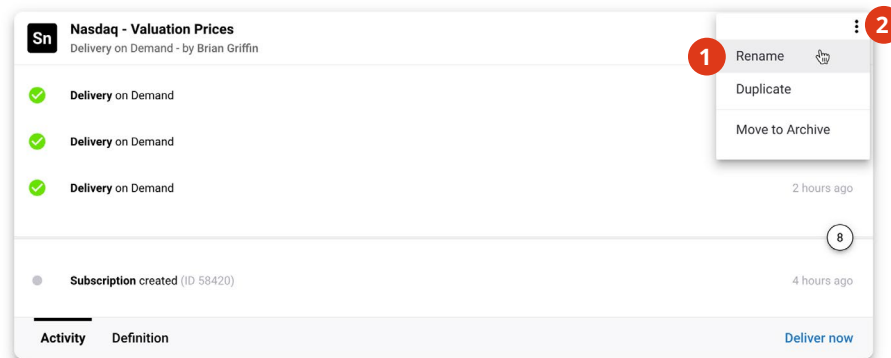 Sn
Nasdaq - Valuation Prices
Delivery on Demand - by Brian Griffin
2
1
Rename
Duplicate
Move to Archive
Delivery on Demand
Delivery on Demand
Delivery on Demand
2 hours ago
8
Subscription created (ID 58420)
4 hours ago
Activity
Definition
Deliver now